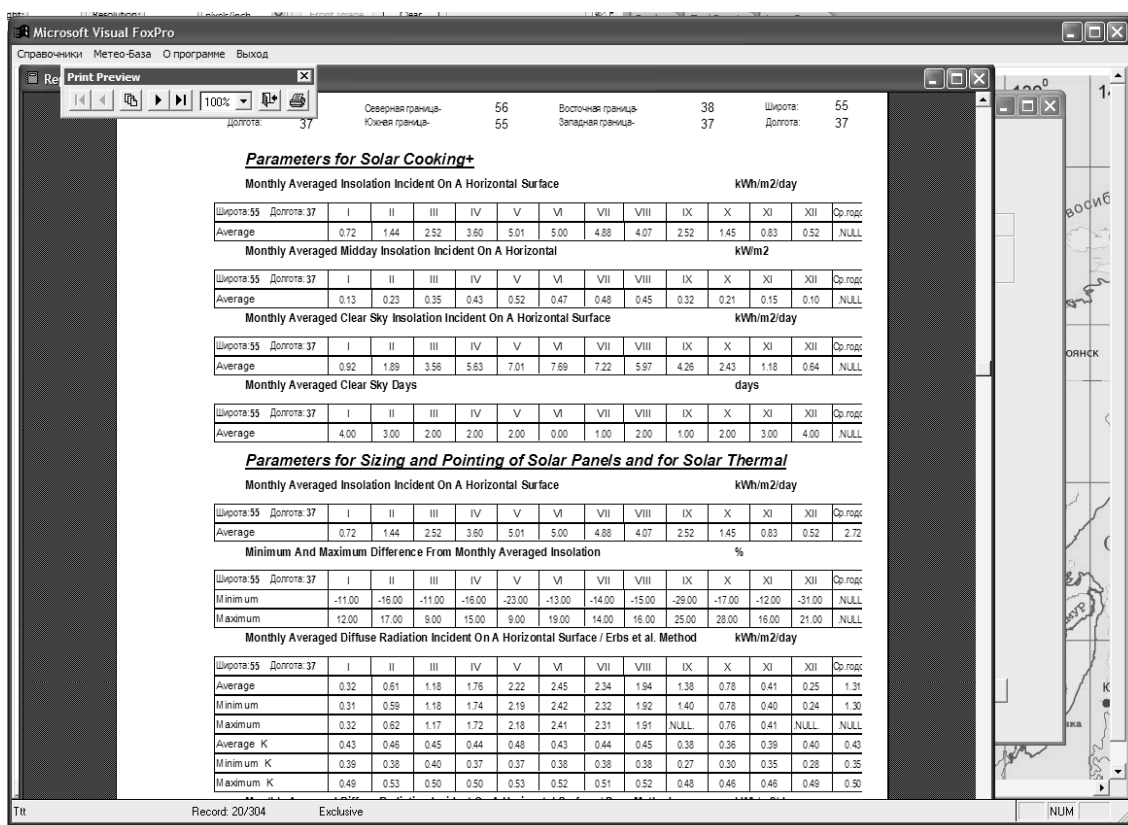 Resolution: pixels/inch Front Image Clear
Microsoft Visual FoxPro
Справочники Метео-База О программе Выход
Print Preview
100%
Северная граница- 56 Восточная граница- 38 Широта: 55
Долгота: 37 Южная граница- 55 Западная граница- 37 Долгота: 37
Parameters for Solar Cooking+
Monthly Averaged Insolation Incident On A Horizontal Surface kWh/m2/day
Широта:55 Долгота:37 I II III IV V VI VII VIII IX X XI XII Ср.годо
Average 0.72 1.44 2.52 3.60 5.01 5.00 4.88 4.07 2.52 1.45 0.83 0.52 .NULL
Monthly Averaged Midday Insolation Incident On A Horizontal kW/m2
Широта:55 Долгота:37 I II III IV V VI VII VIII IX X XI XII Ср.годо
Average 0.13 0.23 0.35 0.43 0.52 0.47 0.48 0.45 0.32 0.21 0.15 0.10 .NULL
Monthly Averaged Clear Sky Insolation Incident On A Horizontal Surface kWh/m2/day
Широта:55 Долгота:37 I II III IV V VI VII VIII IX X XI XII Ср.годо
Average 0.92 1.89 3.56 5.63 7.01 7.69 7.22 5.97 4.26 2.43 1.18 0.64 .NULL
Monthly Averaged Clear Sky Days days
Широта:55 Долгота:37 I II III IV V VI VII VIII IX X XI XII Ср.годо
Average 4.00 3.00 2.00 2.00 2.00 0.00 1.00 2.00 1.00 2.00 3.00 4.00 .NULL
Parameters for Sizing and Pointing of Solar Panels and for Solar Thermal
Monthly Averaged Insolation Incident On A Horizontal Surface kWh/m2/day
Широта:55 Долгота:37 I II III IV V VI VII VIII IX X XI XII Ср.годо
Average 0.72 1.44 2.52 3.60 5.01 5.00 4.88 4.07 2.52 1.45 0.83 0.52 2.72
Minimum And Maximum Difference From Monthly Averaged Insolation %
Широта:55 Долгота:37 I II III IV V VI VII VIII IX X XI XII Ср.годо
Minimum -11.00 -16.00 -11.00 -16.00 -23.00 -13.00 -14.00 -15.00 -29.00 -17.00 -12.00 -31.00 .NULL
Maximum 12.00 17.00 9.00 15.00 9.00 19.00 14.00 16.00 25.00 28.00 16.00 21.00 .NULL
Monthly Averaged Diffuse Radiation Incident On A Horizontal Surface / Erbs et al. Method kWh/m2/day
Широта:55 Долгота:37 I II III IV V VI VII VIII IX X XI XII Ср.годо
Average 0.32 0.61 1.18 1.76 2.22 2.45 2.34 1.94 1.38 0.78 0.41 0.25 1.31
Minimum 0.31 0.59 1.18 1.74 2.19 2.42 2.32 1.92 1.40 0.78 0.40 0.24 1.30
Maximum 0.32 0.62 1.17 1.72 2.18 2.41 2.31 1.91 .NULL. 0.76 0.41 .NULL. .NULL
Average K 0.43 0.46 0.45 0.44 0.48 0.43 0.44 0.45 0.38 0.36 0.39 0.40 0.43
Minimum K 0.39 0.38 0.40 0.37 0.37 0.38 0.38 0.38 0.27 0.30 0.35 0.28 0.35
Maximum K 0.49 0.53 0.50 0.50 0.53 0.52 0.51 0.52 0.48 0.46 0.46 0.49 0.50
Ttt Record: 20/304 Exclusive NUM